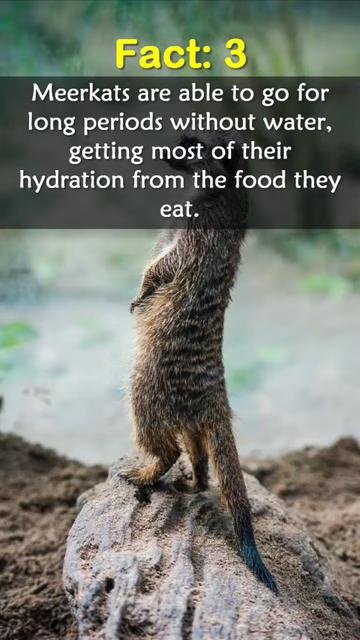 Fact: 3
Meerkats are able to go for
long periods without water,
getting most of their
hydration from the food they
eat.